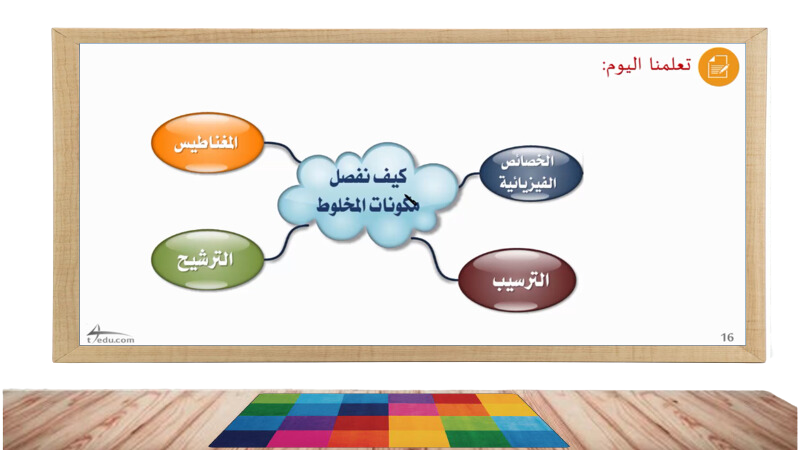 تعلمنا اليوم:
الخصائص
الفيزيائية
المغناطيس
كيف نفصل
مكونات المخلوط
الترسيب
الترشيح
16
t4edu.com